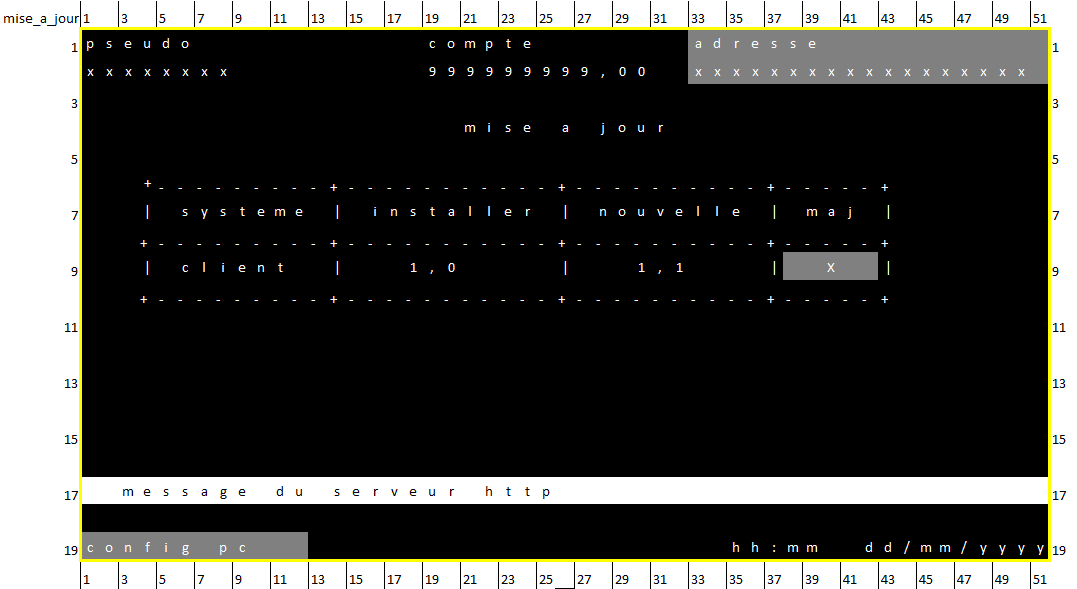 mise_a_jour 1 3 5 7 9 11 13 15 17 19 21 23 25 27 29 31 33 35 37 39 41 43 45 47 49 51
1 pseudo compte adresse 1
xxxxxxxx 999999999,00 xxxxxxxxxxxxxxxxxx
3 3
mise a jour
5 5
+---------+-----------+----------+-----+
7 | systeme | installer | nouvelle | maj | 7
+---------+-----------+----------+-----+
9 | client | 1,0 | 1,1 | X | 9
+---------+-----------+----------+-----+
11 11
13 13
15 15
17 message du serveur http 17
19 config pc hh:mm dd/mm/yyyy 19
1 3 5 7 9 11 13 15 17 19 21 23 25 27 29 31 33 35 37 39 41 43 45 47 49 51